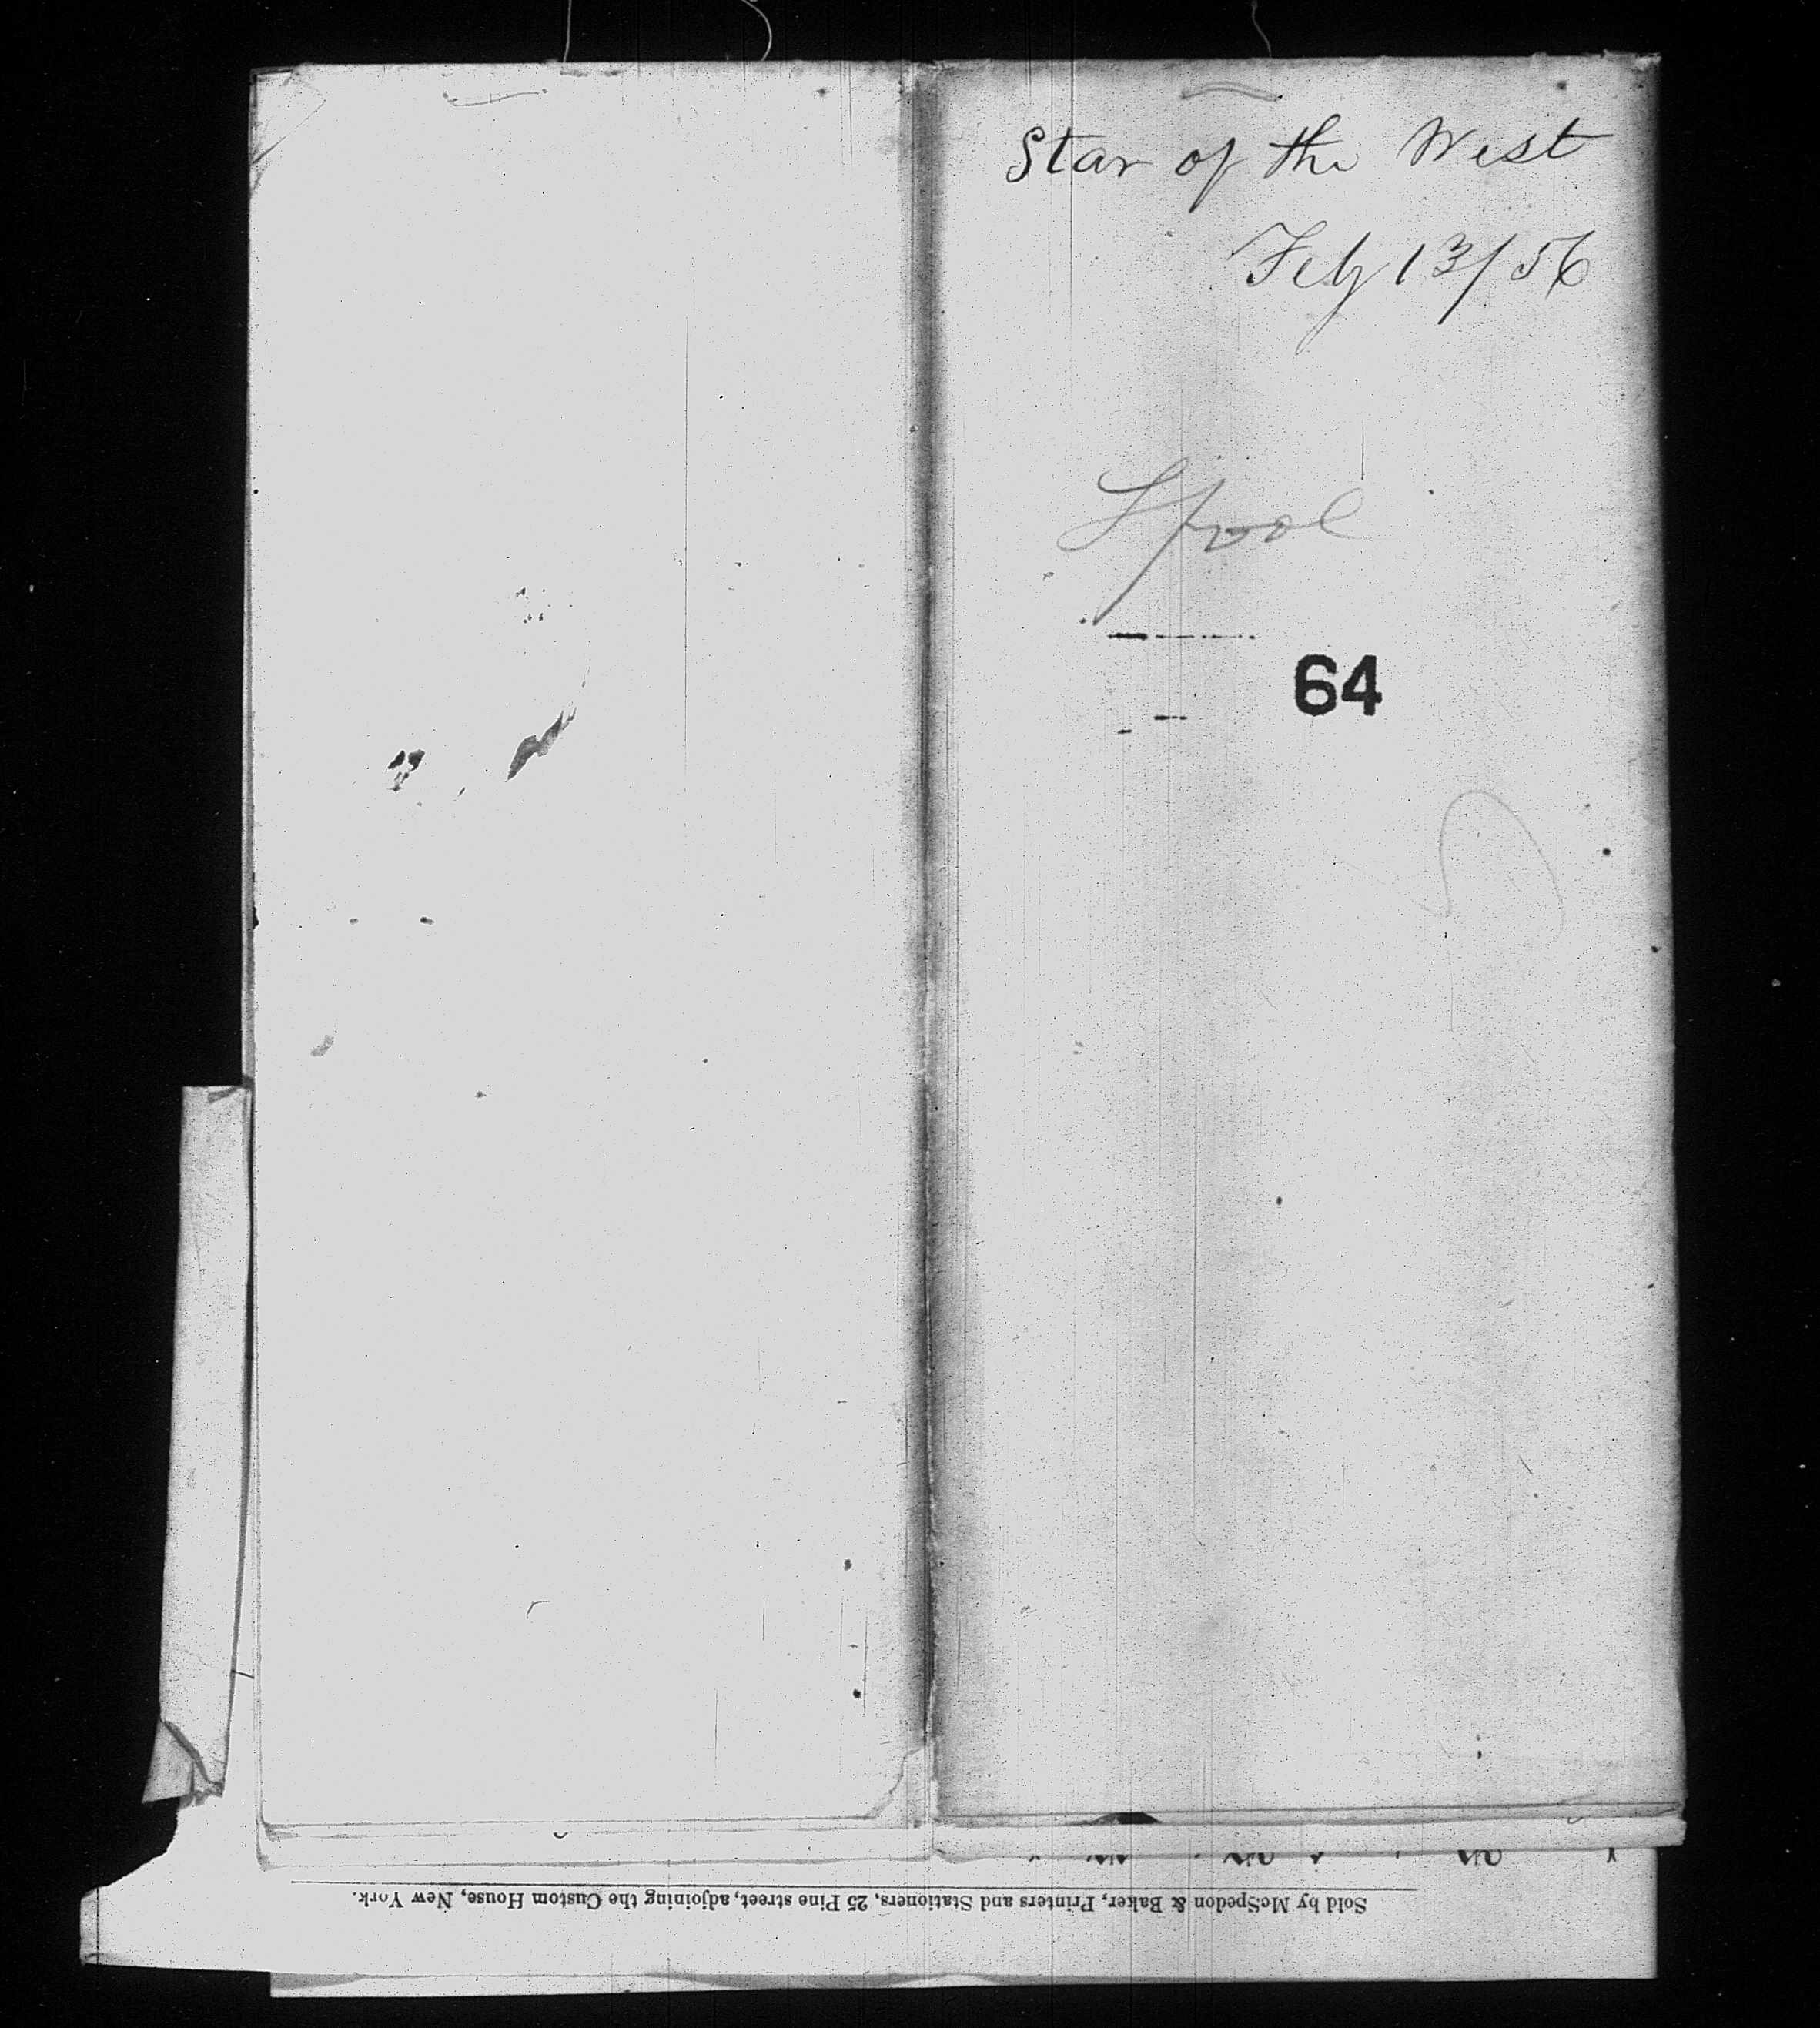 Star of the West
Feby 13/56
Lpool
64
Sold by McSpedon & Baker, Printers and Stationers, 25 Pine street, adjoining the Custom House, New York.